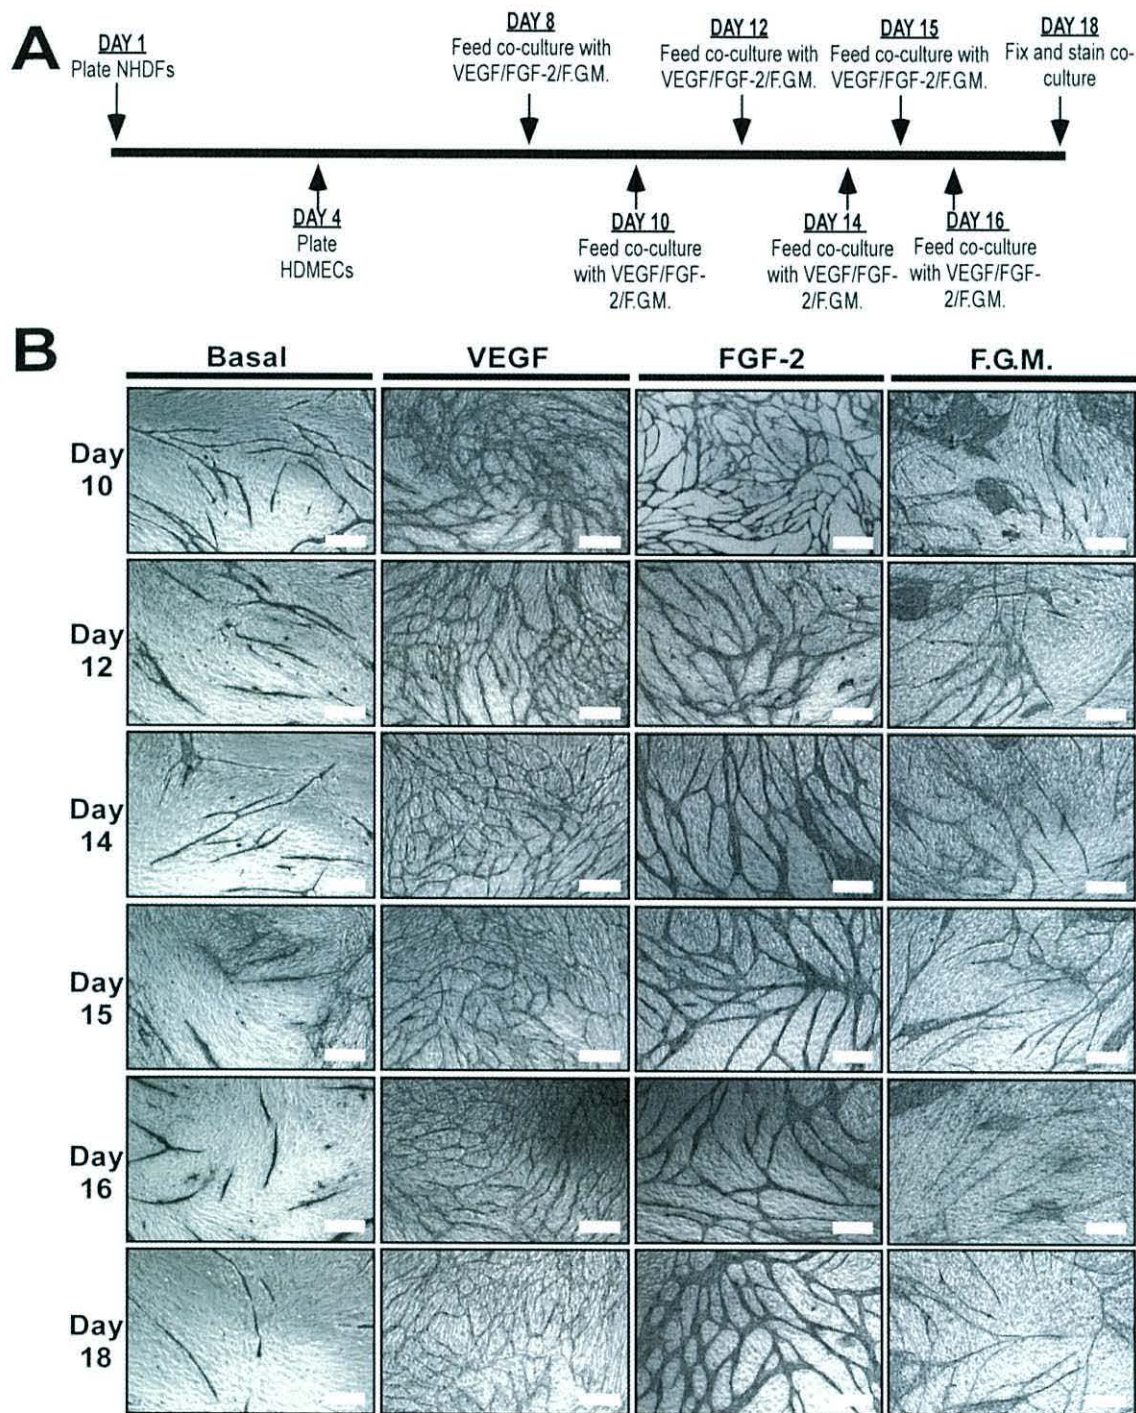 A
DAY 1
Plate NHDFs
DAY 8
Feed co-culture with
VEGF/FGF-2/F.G.M.
DAY 12
Feed co-culture with
VEGF/FGF-2/F.G.M.
DAY 15
Feed co-culture with
VEGF/FGF-2/F.G.M.
DAY 18
Fix and stain co-
culture
DAY 4
Plate
HDMECs
DAY 10
Feed co-culture
with VEGF/FGF-
2/F.G.M.
DAY 14
Feed co-culture
with VEGF/FGF-
2/F.G.M.
DAY 16
Feed co-culture
with VEGF/FGF-
2/F.G.M.
B
Basal VEGF FGF-2 F.G.M.
Day
10
Day
12
Day
14
Day
15
Day
16
Day
18